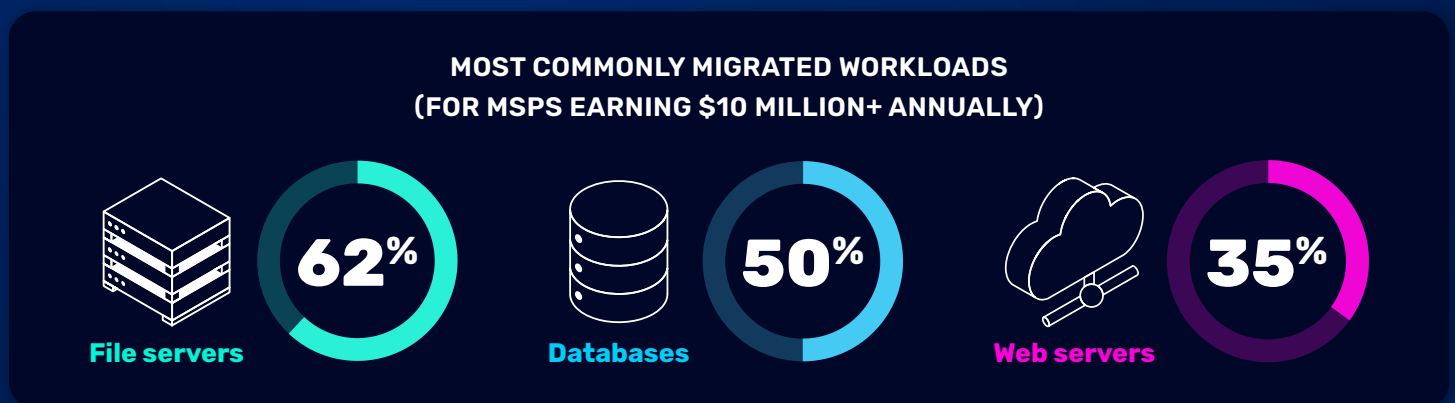 MOST COMMONLY MIGRATED WORKLOADS
(FOR MSPS EARNING $10 MILLION+ ANNUALLY)
62%
File servers
50%
Databases
35%
Web servers